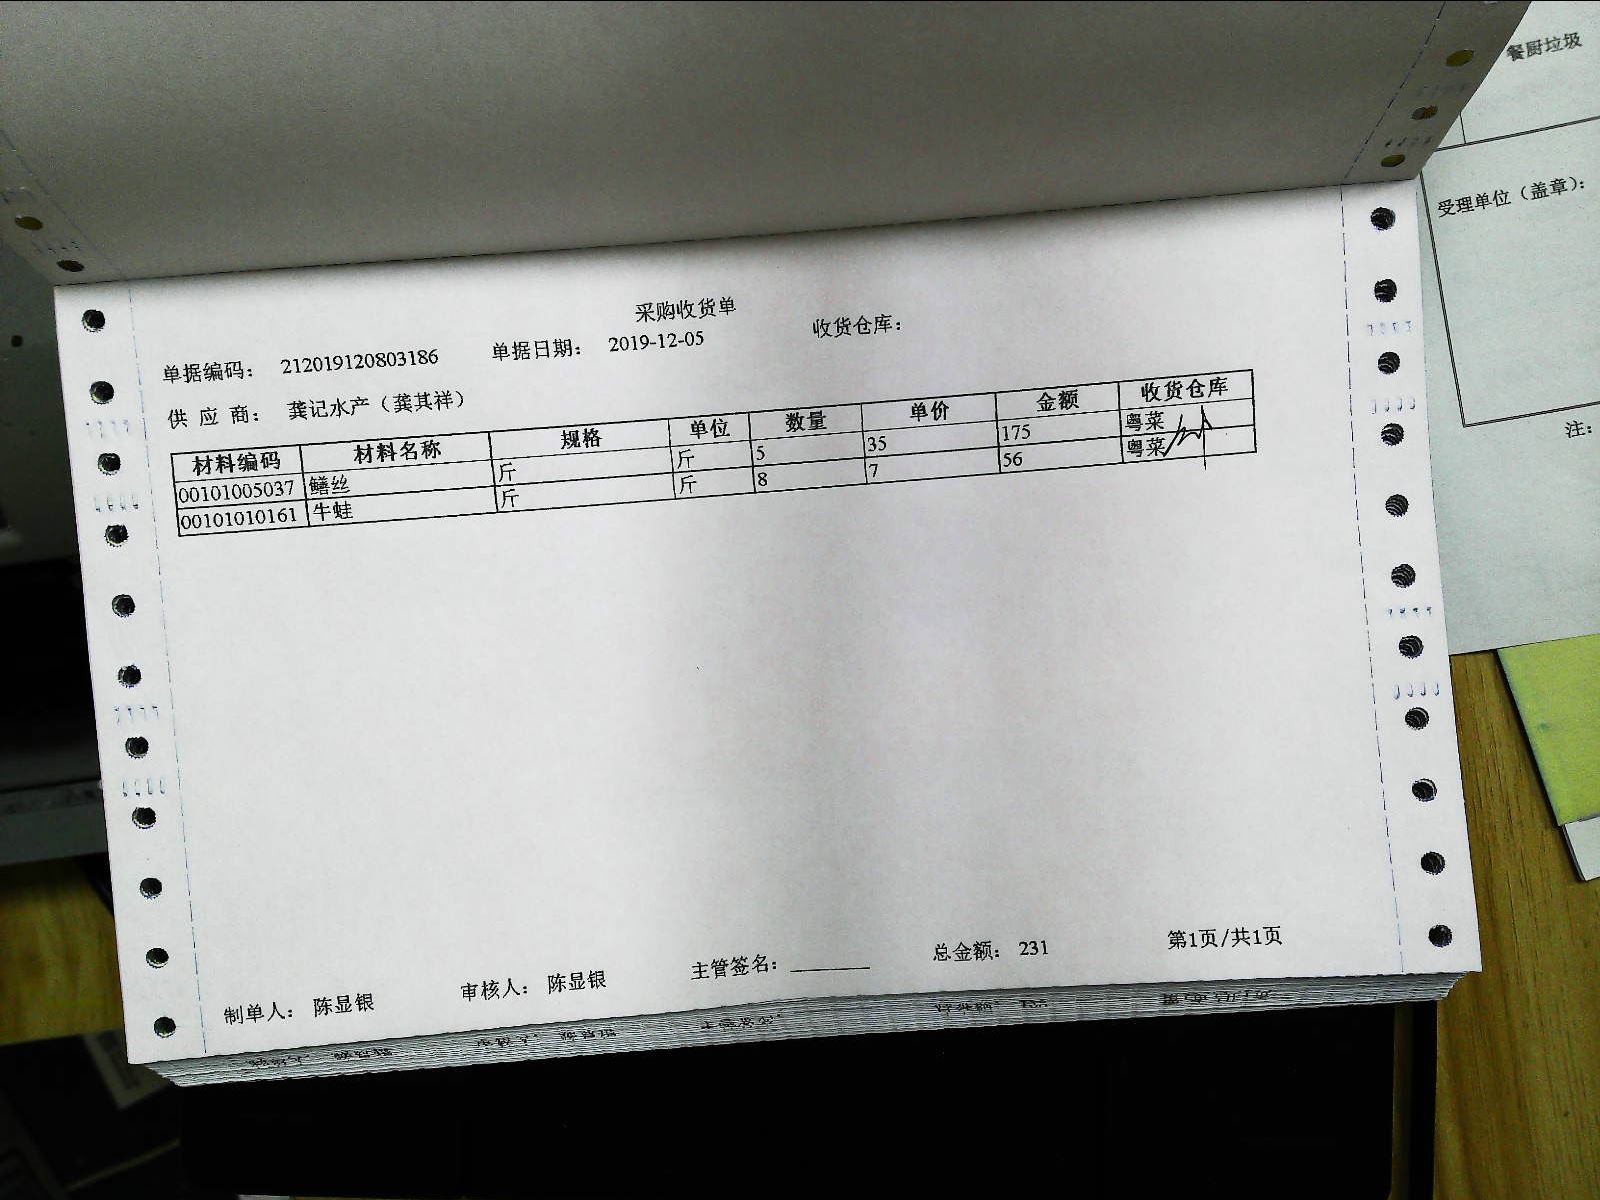 餐厨垃圾
受理单位（盖章）：
注：
采购收货单
单据编码： 212019120803186 单据日期： 2019-12-05 收货仓库：
供 应 商： 龚记水产（龚其祥）
材料编码 材料名称 规格 单位 数量 单价 金额 收货仓库
00101005037 鳝丝 斤 斤 5 35 175 粤菜
00101010161 牛蛙 斤 斤 8 7 56 粤菜
制单人： 陈显银 审核人： 陈显银 主管签名： 总金额： 231 第1页/共1页